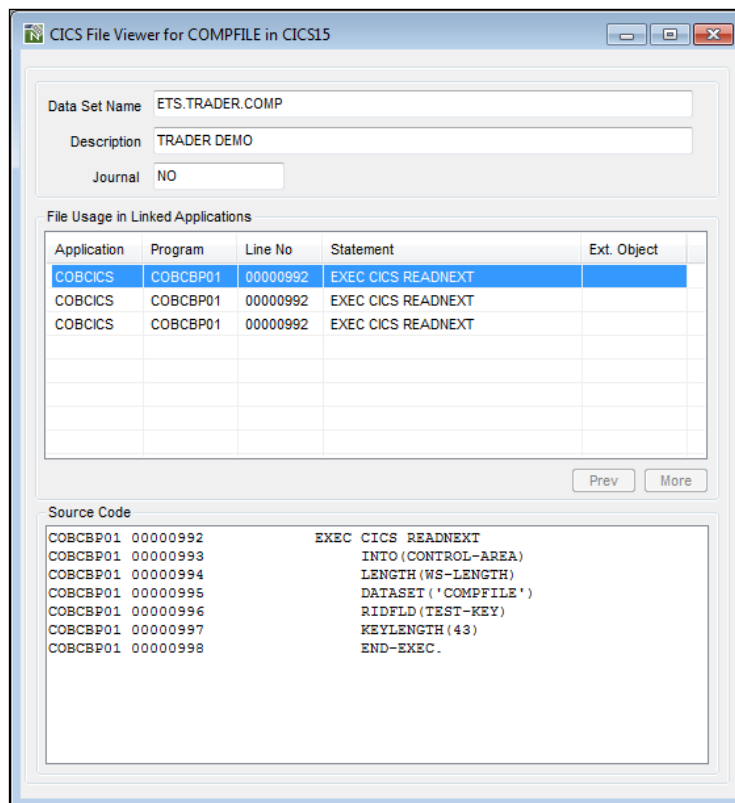 CICS File Viewer for COMPFILE in CICS15
Data Set Name ETS.TRADER.COMP
Description TRADER DEMO
Journal NO
File Usage in Linked Applications
Application Program Line No Statement Ext. Object
COBCICS COBCBP01 00000992 EXEC CICS READNEXT
COBCICS COBCBP01 00000992 EXEC CICS READNEXT
COBCICS COBCBP01 00000992 EXEC CICS READNEXT
Prev More
Source Code
COBCBP01 00000992 EXEC CICS READNEXT
COBCBP01 00000993 INTO(CONTROL-AREA)
COBCBP01 00000994 LENGTH(WS-LENGTH)
COBCBP01 00000995 DATASET('COMPFILE')
COBCBP01 00000996 RIDFLD(TEST-KEY)
COBCBP01 00000997 KEYLENGTH(43)
COBCBP01 00000998 END-EXEC.